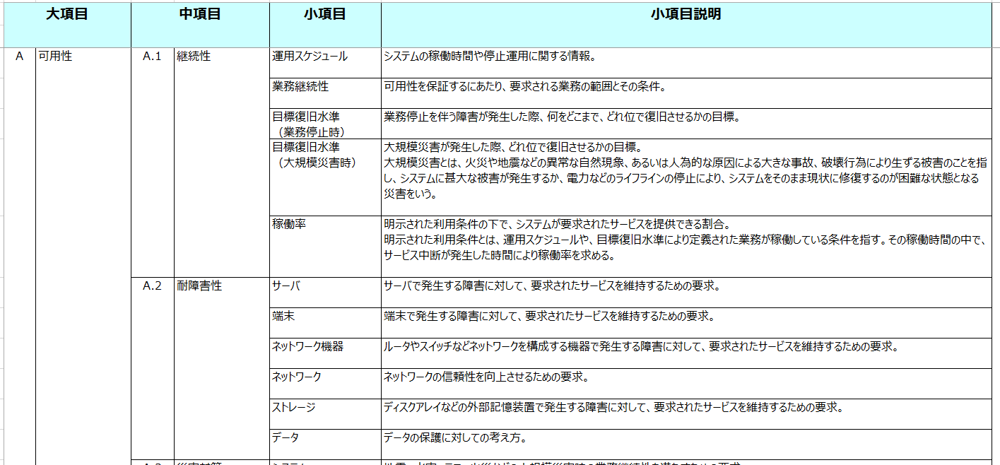 大項目 中項目 小項目 小項目説明
A 可用性 A.1 継続性 運用スケジュール システムの稼働時間や停止運用に関する情報。
業務継続性 可用性を保証するにあたり、要求される業務の範囲とその条件。
目標復旧水準 業務停止を伴う障害が発生した際、何をどこまで、どれ位で復旧させるかの目標。
（業務停止時）
目標復旧水準 大規模災害が発生した際、どれ位で復旧させるかの目標。
（大規模災害時） 大規模災害とは、火災や地震などの異常な自然現象、あるいは人為的な原因による大きな事故、破壊行為により生ずる被害のことを指
し、システムに甚大な被害が発生するか、電力などのライフラインの停止により、システムをそのまま現状に修復するのが困難な状態となる
災害をいう。
稼働率 明示された利用条件の下で、システムが要求されたサービスを提供できる割合。
明示された利用条件とは、運用スケジュールや、目標復旧水準により定義された業務が稼働している条件を指す。その稼働時間の中で、
サービス中断が発生した時間により稼働率を求める。
A.2 耐障害性 サーバ サーバで発生する障害に対して、要求されたサービスを維持するための要求。
端末 端末で発生する障害に対して、要求されたサービスを維持するための要求。
ネットワーク機器 ルータやスイッチなどネットワークを構成する機器で発生する障害に対して、要求されたサービスを維持するための要求。
ネットワーク ネットワークの信頼性を向上させるための要求。
ストレージ ディスクアレイなどの外部記憶装置で発生する障害に対して、要求されたサービスを維持するための要求。
データ データの保護に対しての考え方。